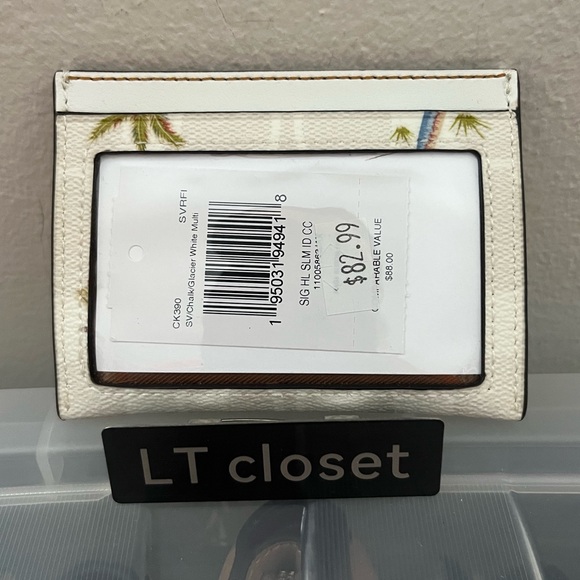 CK390
SVRFI
SV/Chalk/Glacier White Multi
1 95031 94941 8
SIG HL SLM ID CC
$82.99
VALUE
$88.00
LT closet